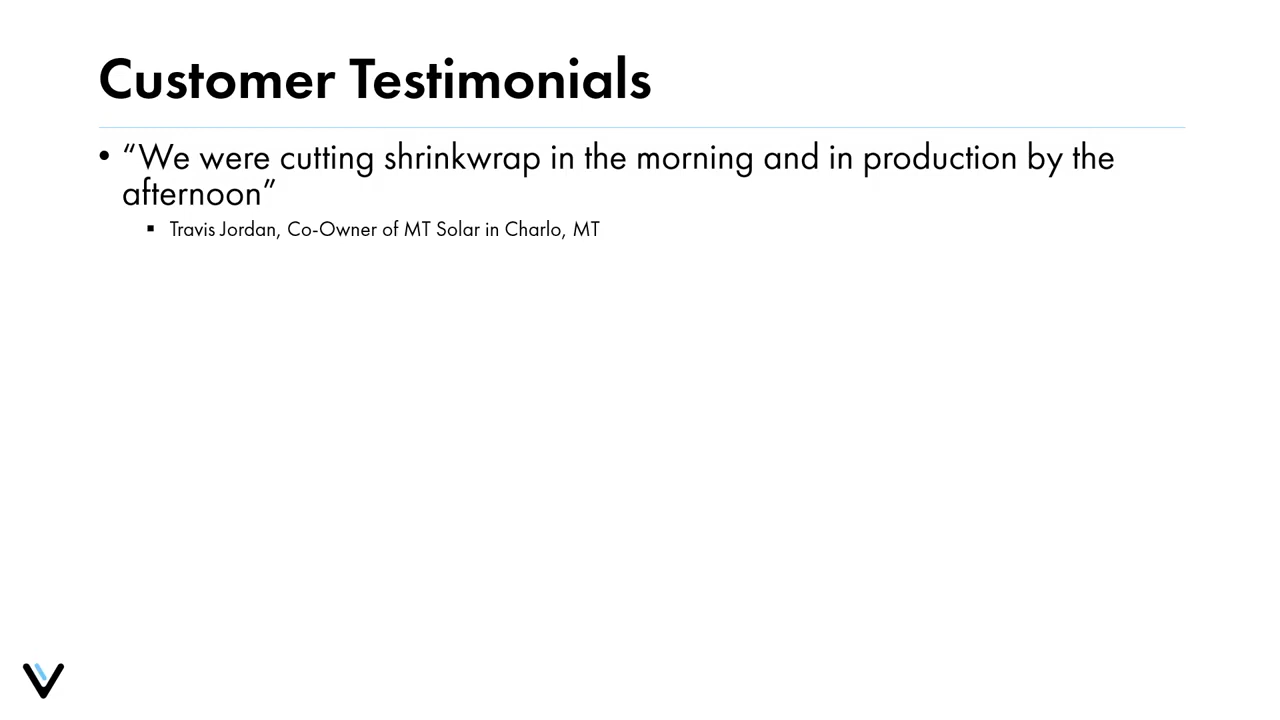 Customer Testimonials
• “We were cutting shrinkwrap in the morning and in production by the
afternoon”
▪ Travis Jordan, Co-Owner of MT Solar in Charlo, MT